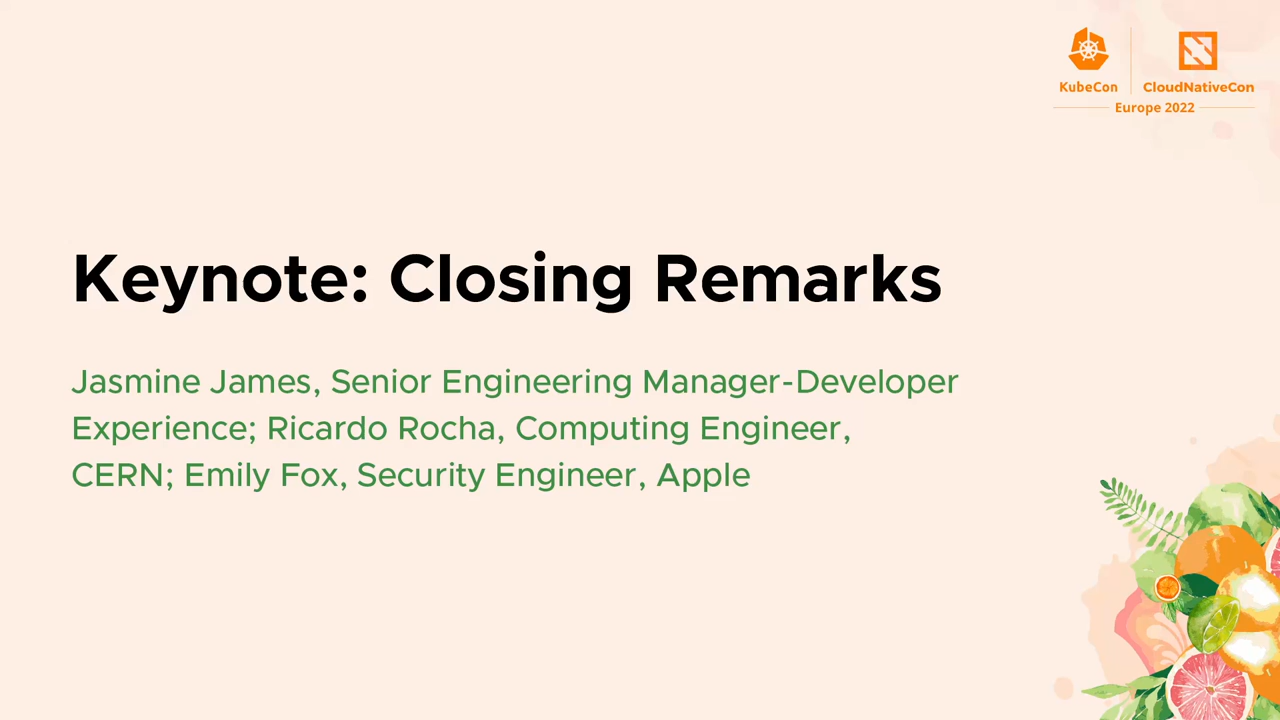 KubeCon
CloudNativeCon
Europe 2022
Keynote: Closing Remarks
Jasmine James, Senior Engineering Manager-Developer
Experience; Ricardo Rocha, Computing Engineer,
CERN; Emily Fox, Security Engineer, Apple